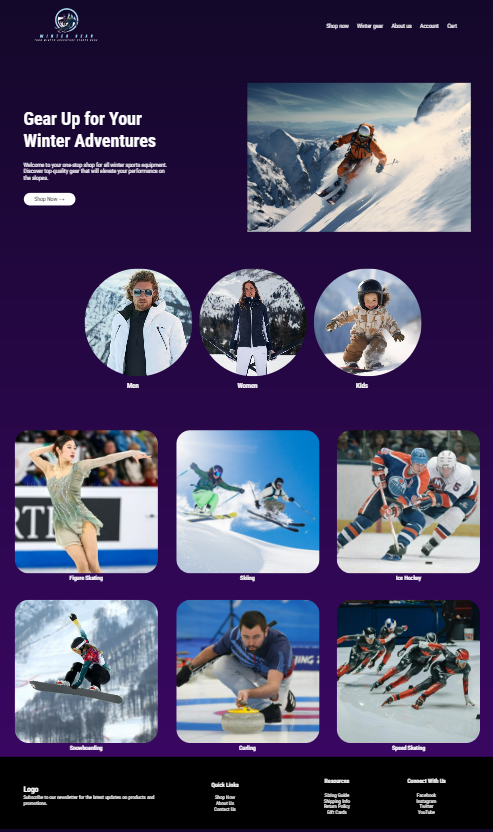 WINTER GEAR
YOUR WINTER ADVENTURE STARTS HERE
Shop now Winter gear About us Account Cart
Gear Up for Your
Winter Adventures
Welcome to your one-stop shop for all winter sports equipment.
Discover top-quality gear that will elevate your performance on
the slopes.
Shop Now →
Men Women Kids
Figure Skating Skiing Ice Hockey
Snowboarding Curling Speed Skating
Logo
Subscribe to our newsletter for the latest updates on products and
promotions.
Quick Links
Shop Now
About Us
Contact Us
Resources
Sizing Guide
Shipping Info
Return Policy
Gift Cards
Connect With Us
Facebook
Instagram
Twitter
YouTube